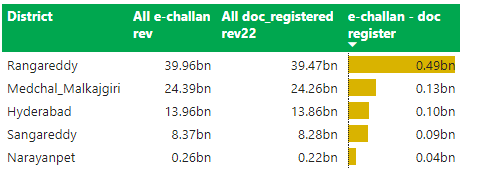 District All e-challan All doc_registered e-challan - doc
rev rev22 register
Rangareddy 39.96bn 39.47bn 0.49bn
Medchal_Malkajgiri 24.39bn 24.26bn 0.13bn
Hyderabad 13.96bn 13.86bn 0.10bn
Sangareddy 8.37bn 8.28bn 0.09bn
Narayanpet 0.26bn 0.22bn 0.04bn